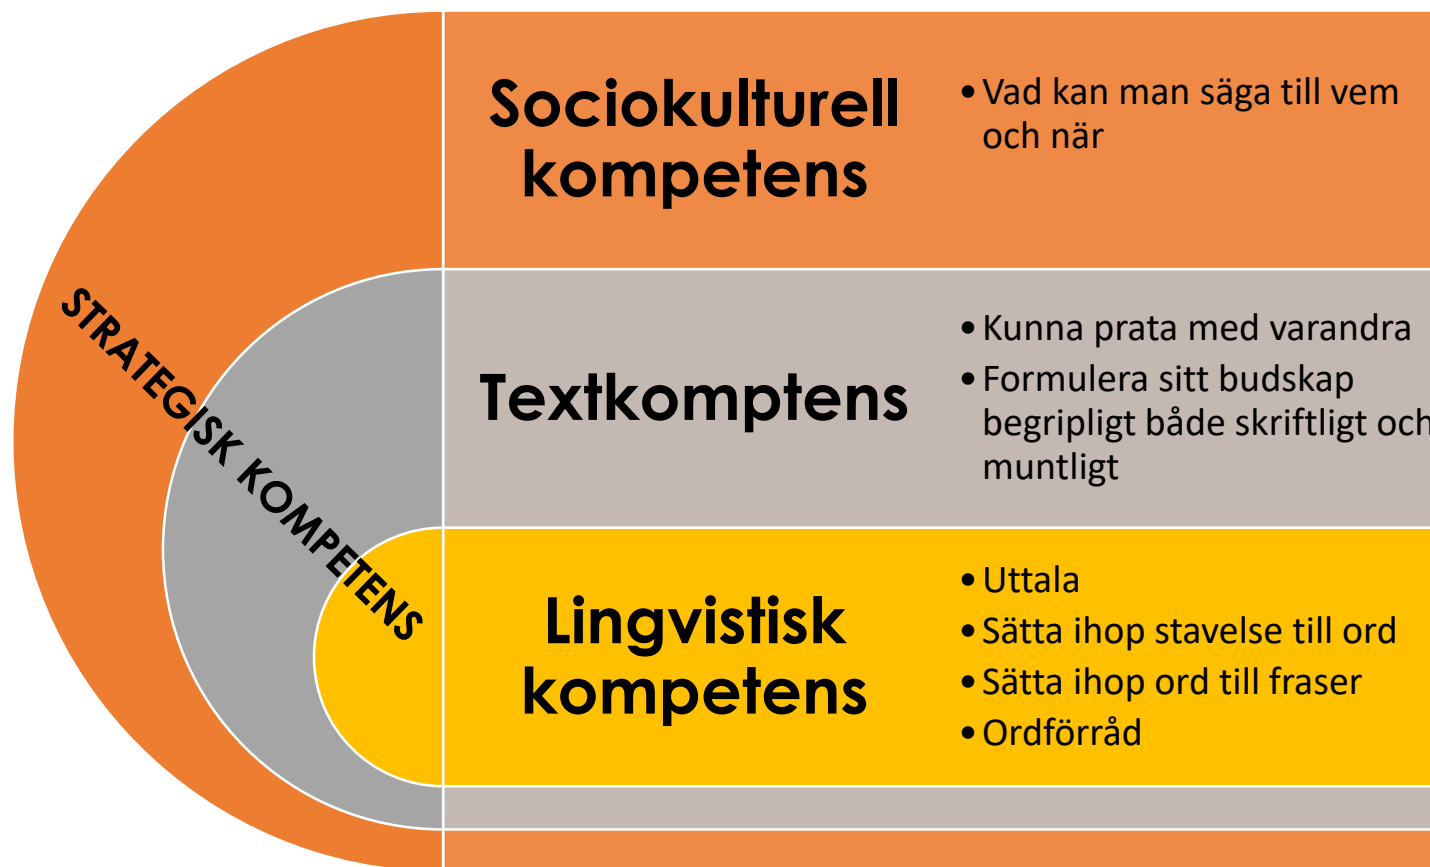 Sociokulturell
kompetens
• Vad kan man säga till vem
och när
STRATEGISK KOMPETENS
Textkomptens
• Kunna prata med varandra
• Formulera sitt budskap
begripligt både skriftligt och
muntligt
Lingvistisk
kompetens
• Uttala
• Sätta ihop stavelse till ord
• Sätta ihop ord till fraser
• Ordförråd